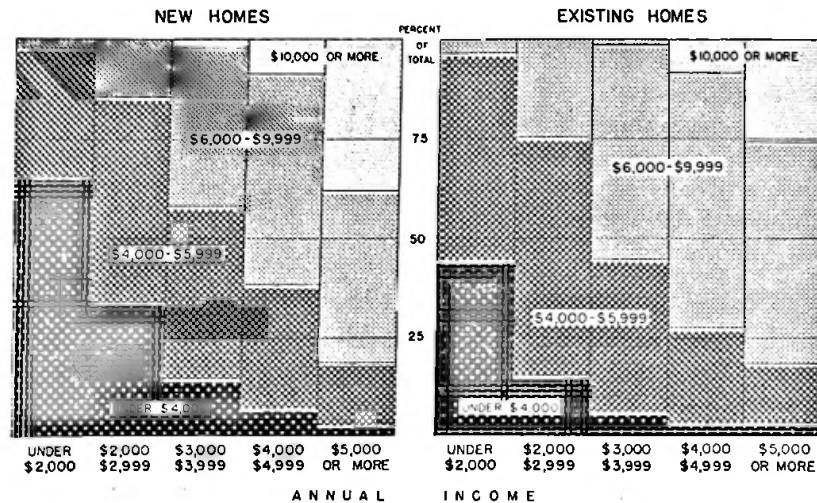 NEW HOMES
EXISTING HOMES
PERCENT
OF
TOTAL
$10,000 OR MORE
$10,000 OR MORE
75
$6,000-$9,999
$6,000-$9,999
50
$4,000-$5,999
$4,000-$5,999
25
UNDER $4,000
UNDER
$2,000
$2,000
$2,999
$3,000
$3,999
$4,000
$4,999
$5,000
OR MORE
UNDER
$2,000
$2,000
$2,999
$3,000
$3,999
$4,000
$4,999
$5,000
OR MORE
ANNUAL INCOME